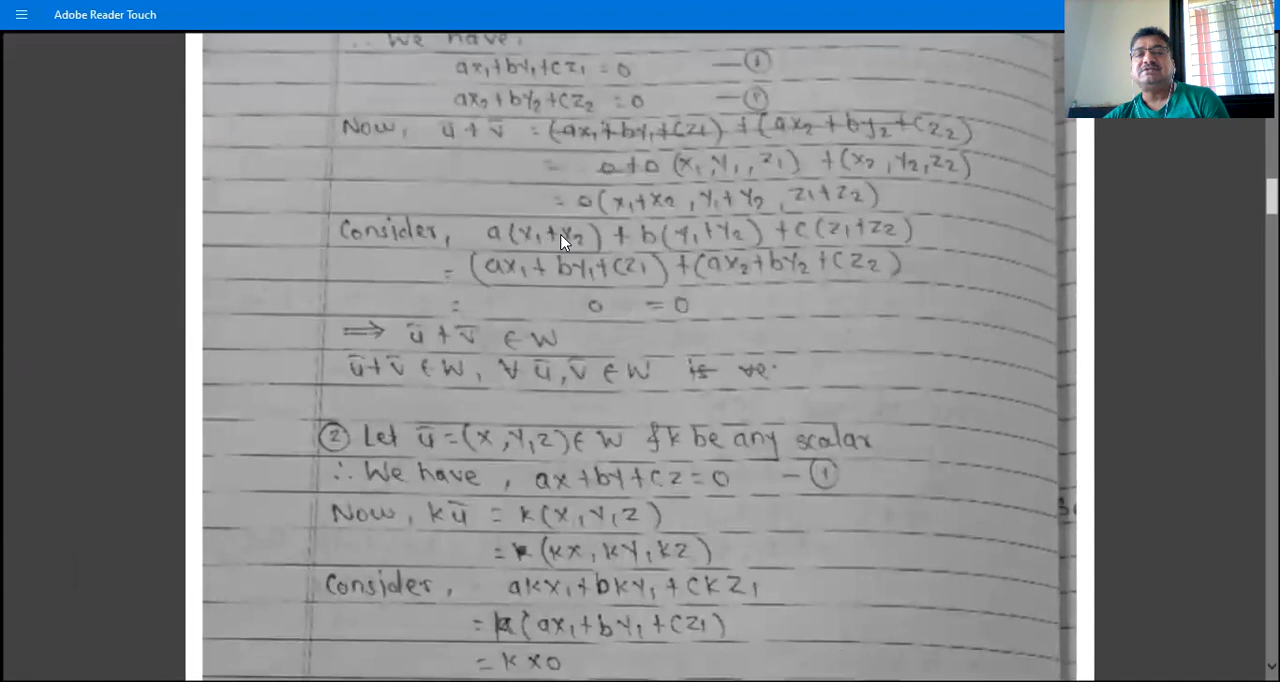 Adobe Reader Touch
∴ We have,
ax₁+by₁+cz₁ = 0 —①
ax₂+by₂+cz₂ = 0 —②
Now, ū+v̄ = (ax₁+by₁+cz₁) + (ax₂+by₂+cz₂)
= 0+0 (x₁,y₁,z₁) + (x₂,y₂,z₂)
= 0(x₁+x₂, y₁+y₂, z₁+z₂)
Consider, a(x₁+x₂) + b(y₁+y₂) + c(z₁+z₂)
= (ax₁+by₁+cz₁) + (ax₂+by₂+cz₂)
= 0 = 0
⟹ ū+v̄ ∈ W
ū+v̄ ∈ W, ∀ ū,v̄ ∈ W is
② Let ū=(x,y,z)∈ W & k be any scalar
∴ We have, ax+by+cz=0 —①
Now, kū = k(x,y,z)
= (kx,ky,kz)
Consider, akx₁+bky₁+ckz₁
= k(ax₁+by₁+cz₁)
= k×0